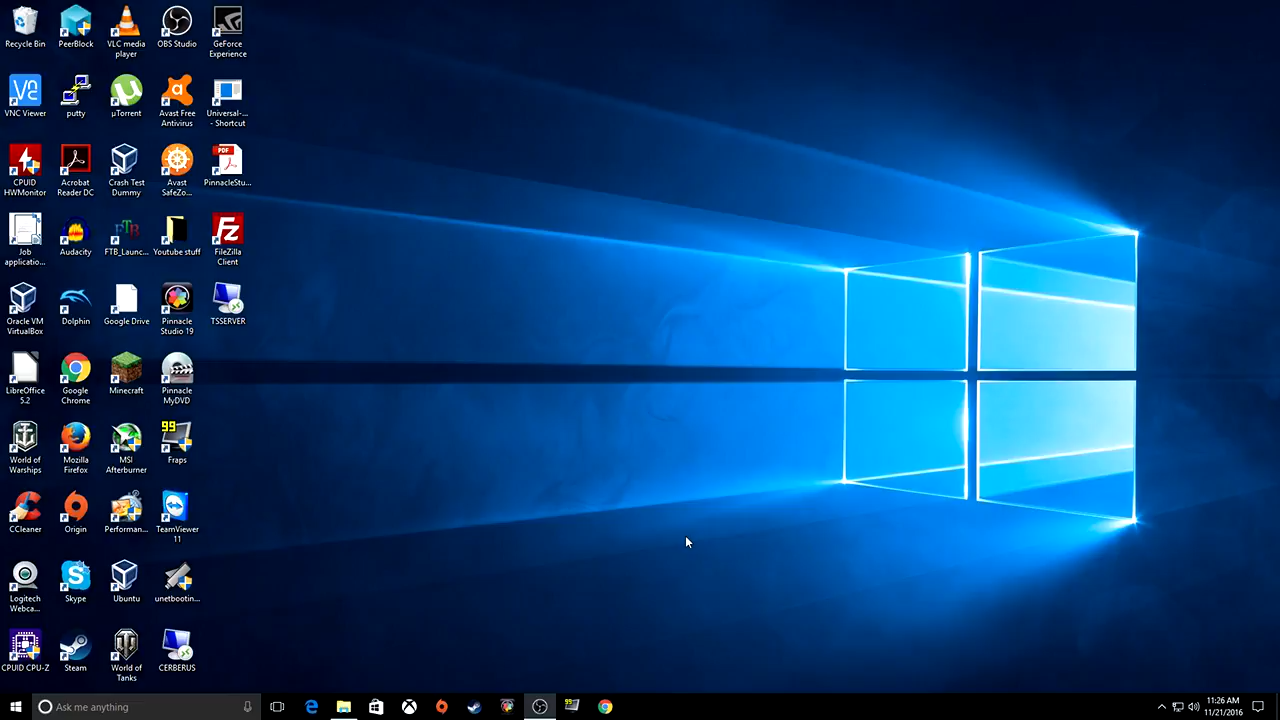 Recycle Bin
PeerBlock
VLC media
player
OBS Studio
GeForce
Experience
VNC Viewer
putty
µTorrent
Avast Free
Antivirus
Universal-...
- Shortcut
CPUID
HWMonitor
Acrobat
Reader DC
Crash Test
Dummy
Avast
SafeZo...
PDF
PinnacleStu...
Job
applicatio...
Audacity
FTB_Launc...
Youtube stuff
FileZilla
Client
Oracle VM
VirtualBox
Dolphin
Google Drive
Pinnacle
Studio 19
TSSERVER
LibreOffice
5.2
Google
Chrome
Minecraft
Pinnacle
MyDVD
World of
Warships
Mozilla
Firefox
MSI
Afterburner
99
Fraps
CCleaner
Origin
Performan...
TeamViewer
11
Logitech
Webca...
Skype
Ubuntu
unetbootin...
CPUID CPU-Z
Steam
World of
Tanks
CERBERUS
Ask me anything
99
11:26 AM
11/21/2016